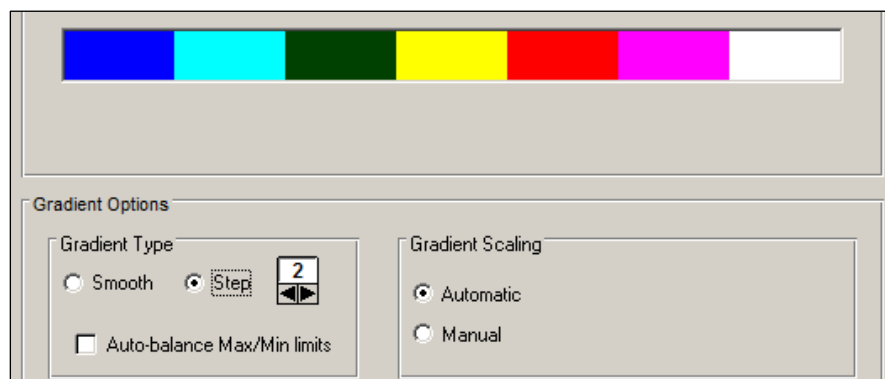 Gradient Options
Gradient Type
Gradient Scaling
Smooth
Step
2
Automatic
Auto-balance Max/Min limits
Manual